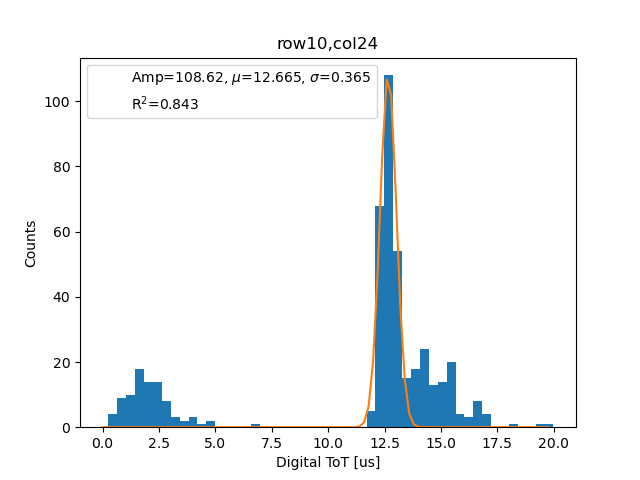 row10,col24
Amp=108.62, μ=12.665, σ=0.365
R²=0.843
100
80
60
40
20
0
Counts
0.0 2.5 5.0 7.5 10.0 12.5 15.0 17.5 20.0
Digital ToT [us]